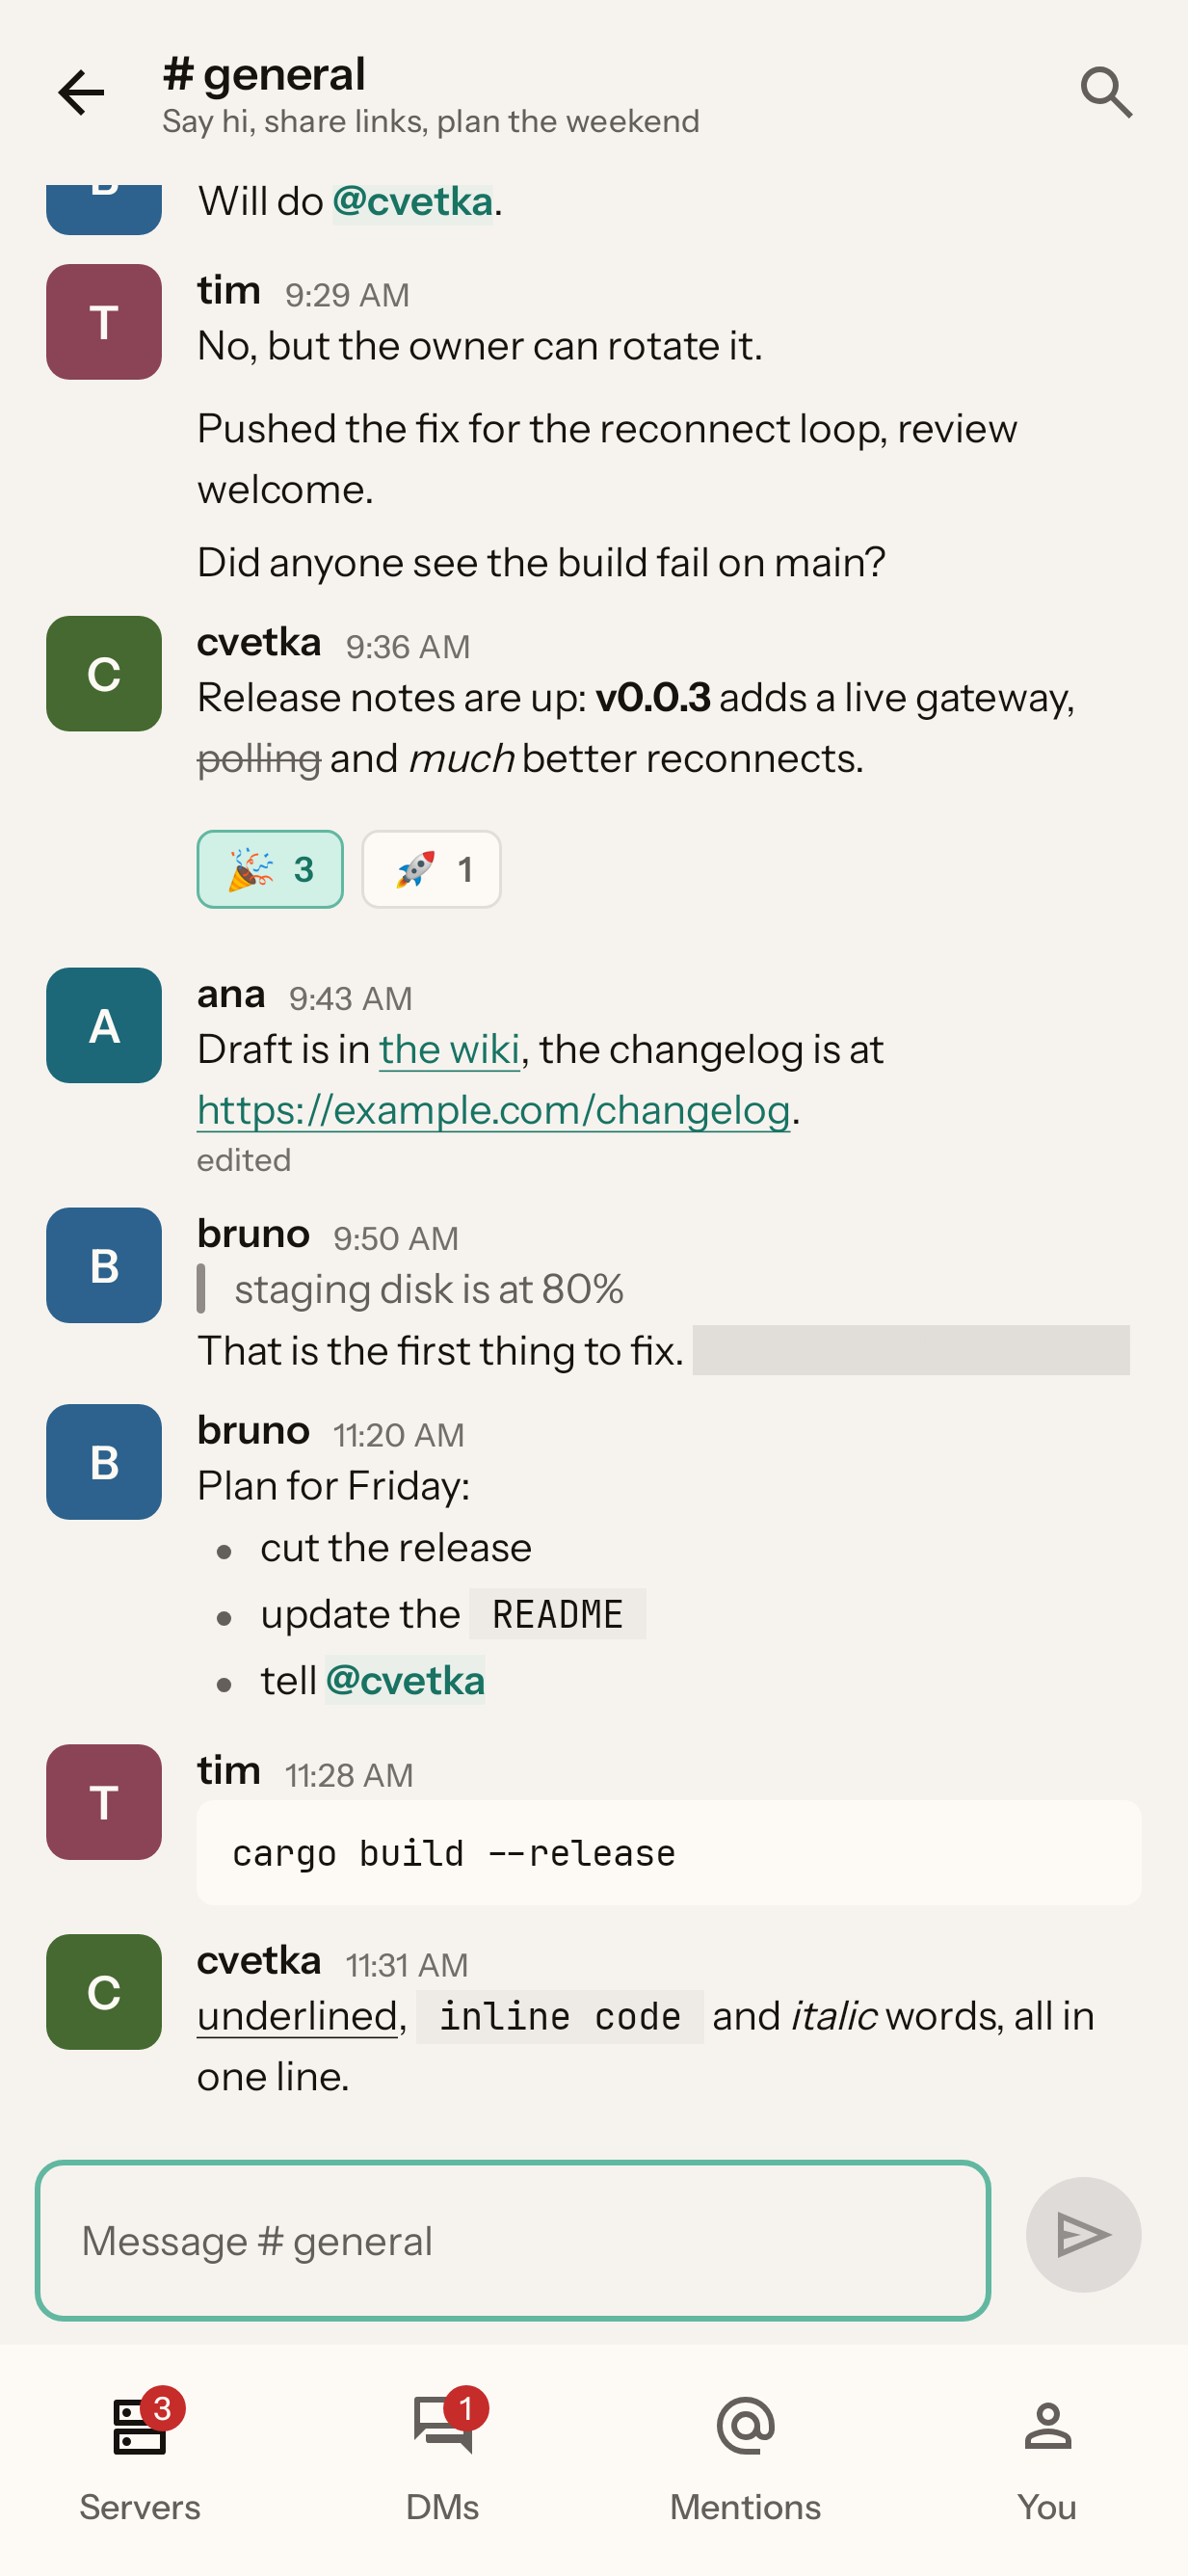 # general
Say hi, share links, plan the weekend
Will do @cvetka.
T
tim 9:29 AM
No, but the owner can rotate it.
Pushed the fix for the reconnect loop, review
welcome.
Did anyone see the build fail on main?
C
cvetka 9:36 AM
Release notes are up: v0.0.3 adds a live gateway,
polling and much better reconnects.
🎉 3 🚀 1
A
ana 9:43 AM
Draft is in the wiki, the changelog is at
https://example.com/changelog.
edited
B
bruno 9:50 AM
staging disk is at 80%
That is the first thing to fix.
B
bruno 11:20 AM
Plan for Friday:
• cut the release
• update the README
• tell @cvetka
T
tim 11:28 AM
cargo build --release
C
cvetka 11:31 AM
underlined, inline code and italic words, all in
one line.
Message # general
3 1
Servers DMs Mentions You